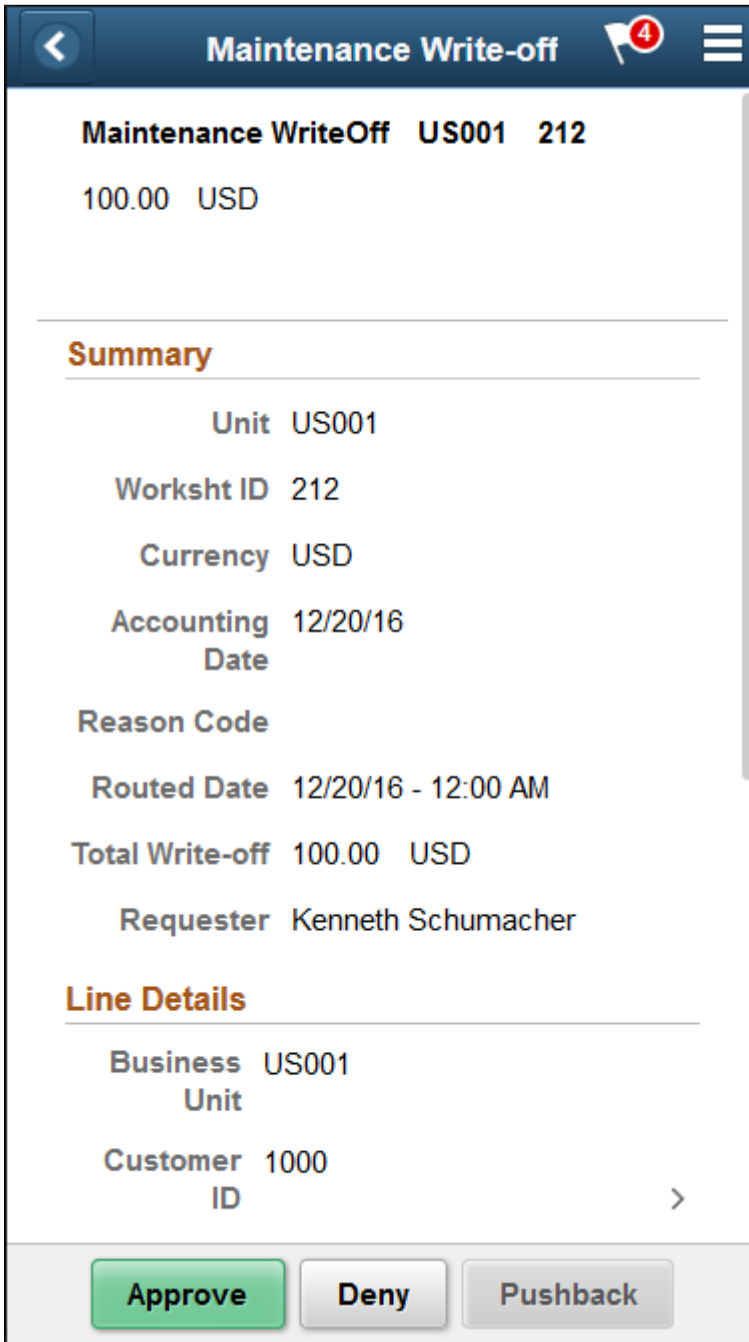 Maintenance Write-off 4
Maintenance WriteOff US001 212
100.00 USD
Summary
Unit US001
Worksht ID 212
Currency USD
Accounting 12/20/16
Date
Reason Code
Routed Date 12/20/16 - 12:00 AM
Total Write-off 100.00 USD
Requester Kenneth Schumacher
Line Details
Business US001
Unit
Customer 1000
ID
Approve Deny Pushback